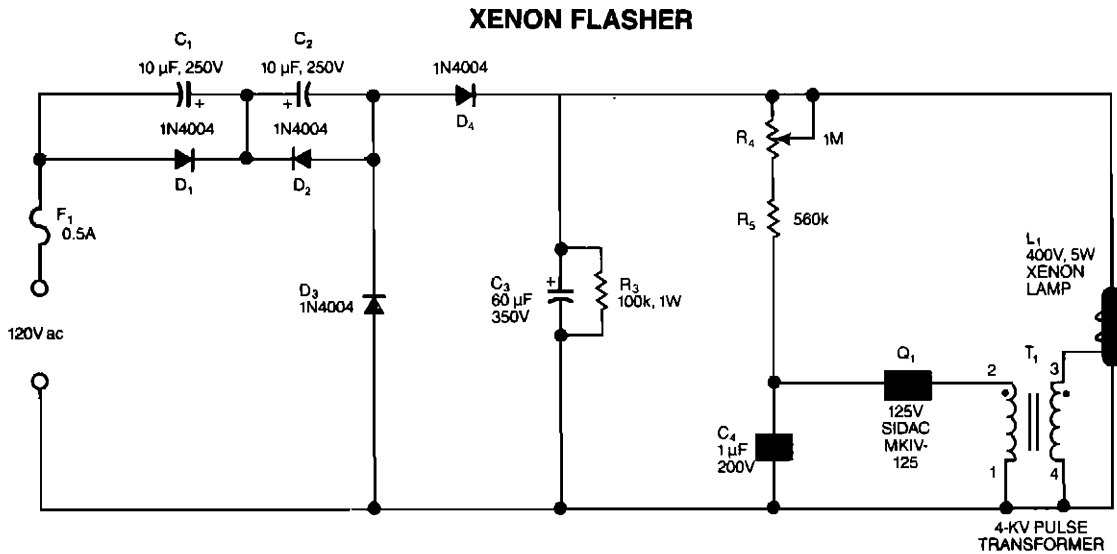 XENON FLASHER
C1
10 µF, 250V
+
C2
10 µF, 250V
+
1N4004
D4
1N4004
D1
1N4004
D2
F1
0.5A
120V ac
D3
1N4004
+
C3
60 µF
350V
R3
100k, 1W
R4
1M
R5
560k
L1
400V, 5W
XENON
LAMP
Q1
125V
SIDAC
MKIV-
125
C4
1 µF
200V
T1
2
3
1
4
4-KV PULSE
TRANSFORMER